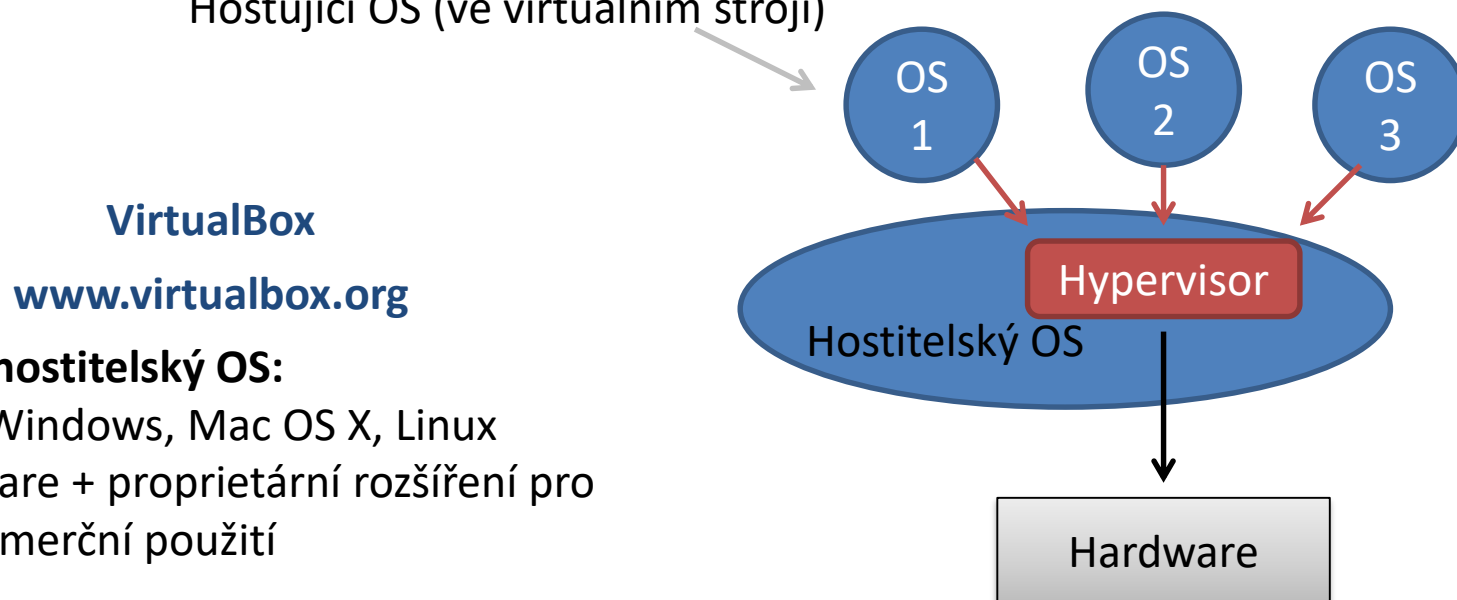 Hostující OS (ve virtuálním stroji)
OS
1
OS
2
OS
3
VirtualBox
www.virtualbox.org
Hypervisor
Hostitelský OS
hostitelský OS:
Windows, Mac OS X, Linux
are + proprietární rozšíření pro
merční použití
Hardware